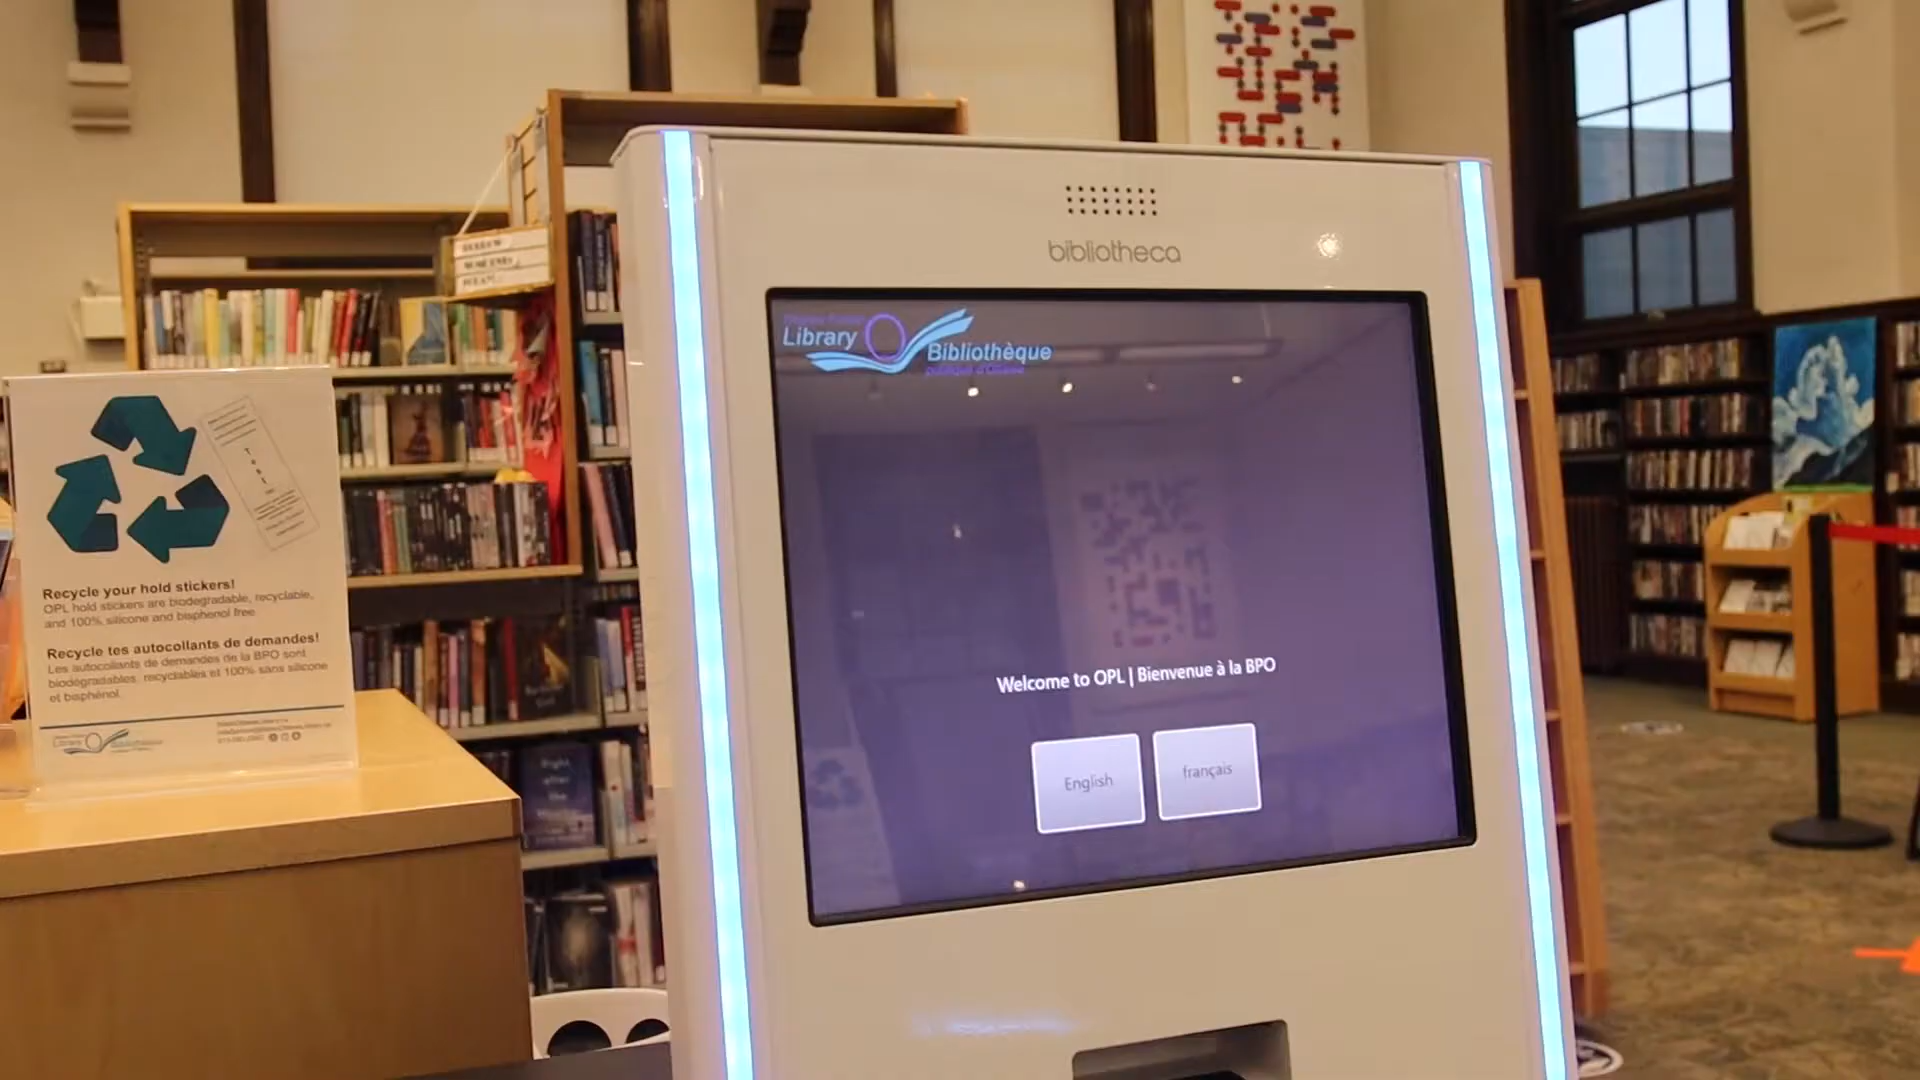 bibliotheca
Library
Bibliothèque
Welcome to OPL | Bienvenue à la BPO
English
français
Recycle your hold stickers!
OPL hold stickers are biodegradable, recyclable,
and 100% silicone and bisphenol free.
Recycle tes autocollants de demandes!
Les autocollants de demandes de la BPO sont
biodégradables, recyclables et 100% sans silicone
et bisphénol.
Library
Bibliothèque